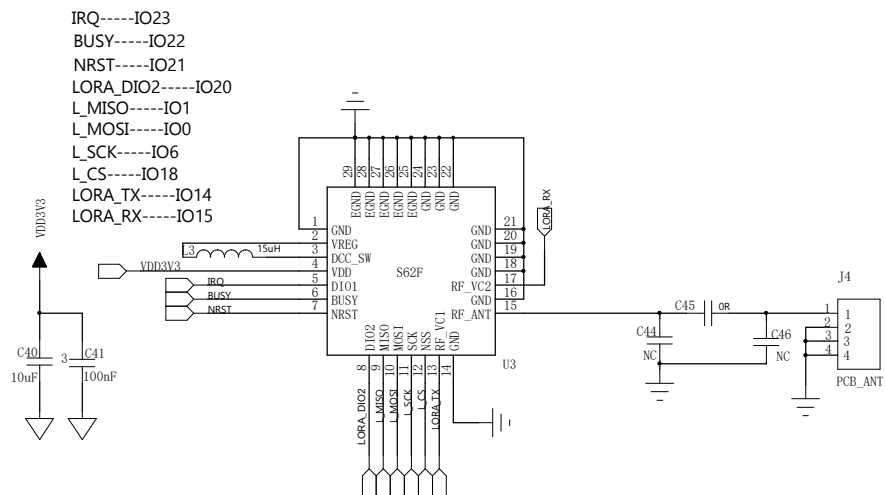 IRQ-----IO23
BUSY-----IO22
NRST-----IO21
LORA_DIO2-----IO20
L_MISO-----IO1
L_MOSI-----IO0
L_SCK-----IO6
L_CS-----IO18
LORA_TX-----IO14
LORA_RX-----IO15
VDD3V3
C40
10uF
3
C41
100nF
29 28 27 26 25 24 23 22
EGND EGND EGND EGND EGND GND GND GND
1 GND
2 VREG
3 DCC_SW
4 VDD
5 DIO1
6 BUSY
7 NRST
L3
15uH
VDD3V3
IRQ
BUSY
NRST
S62F
GND 21
GND 20
GND 19
GND 18
RF_VC2 17
GND 16
RF_ANT 15
LORA_RX
DIO2 MISO MOSI SCK NSS RF_VC1 GND
8 9 10 11 12 13 14
U3
LORA_DIO2
L_MISO
L_MOSI
L_SCK
L_CS
LORA_TX
C44
NC
C45
0R
C46
NC
J4
1 1
2 2
3 3
4 4
PCB_ANT